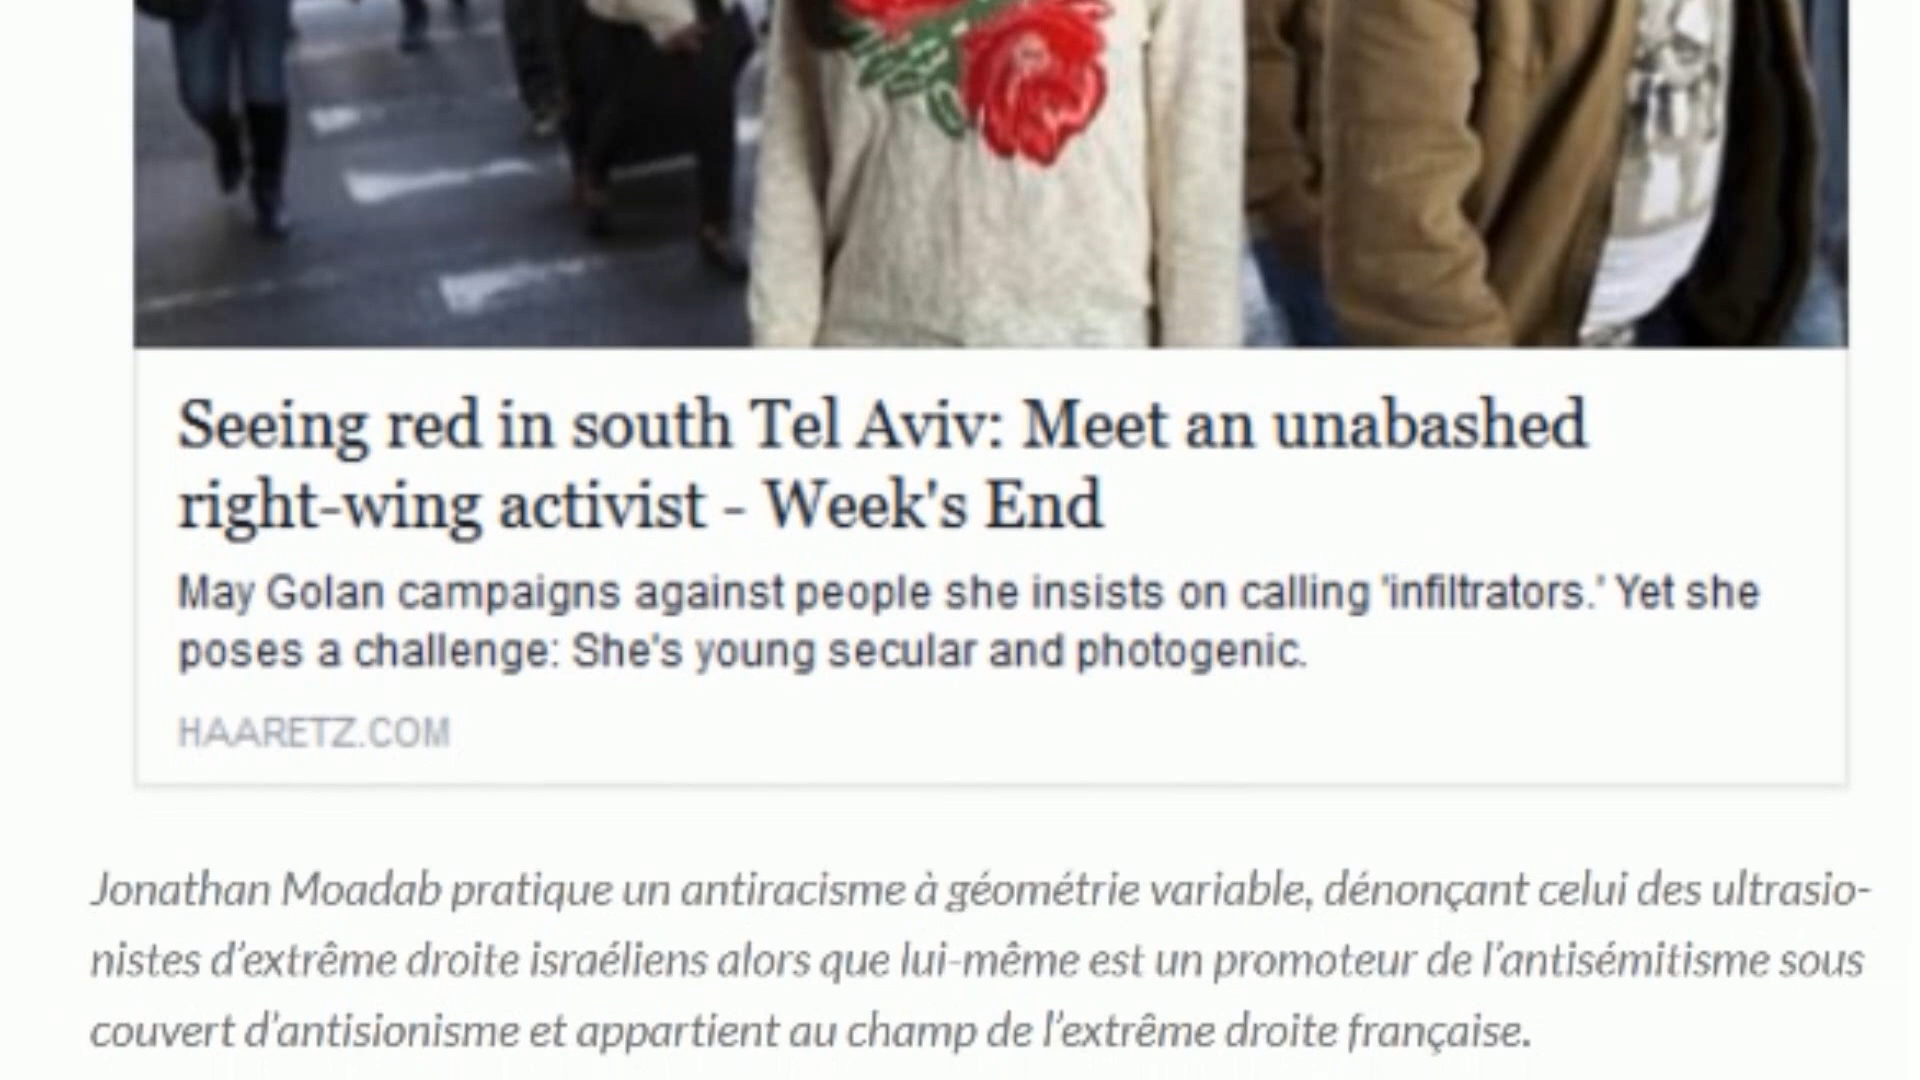 Seeing red in south Tel Aviv: Meet an unabashed
right-wing activist - Week's End
May Golan campaigns against people she insists on calling 'infiltrators.' Yet she
poses a challenge: She's young secular and photogenic.
HAARETZ.COM
Jonathan Moadab pratique un antiracisme à géométrie variable, dénonçant celui des ultrasio-
nistes d'extrême droite israéliens alors que lui-même est un promoteur de l'antisémitisme sous
couvert d'antisionisme et appartient au champ de l'extrême droite française.